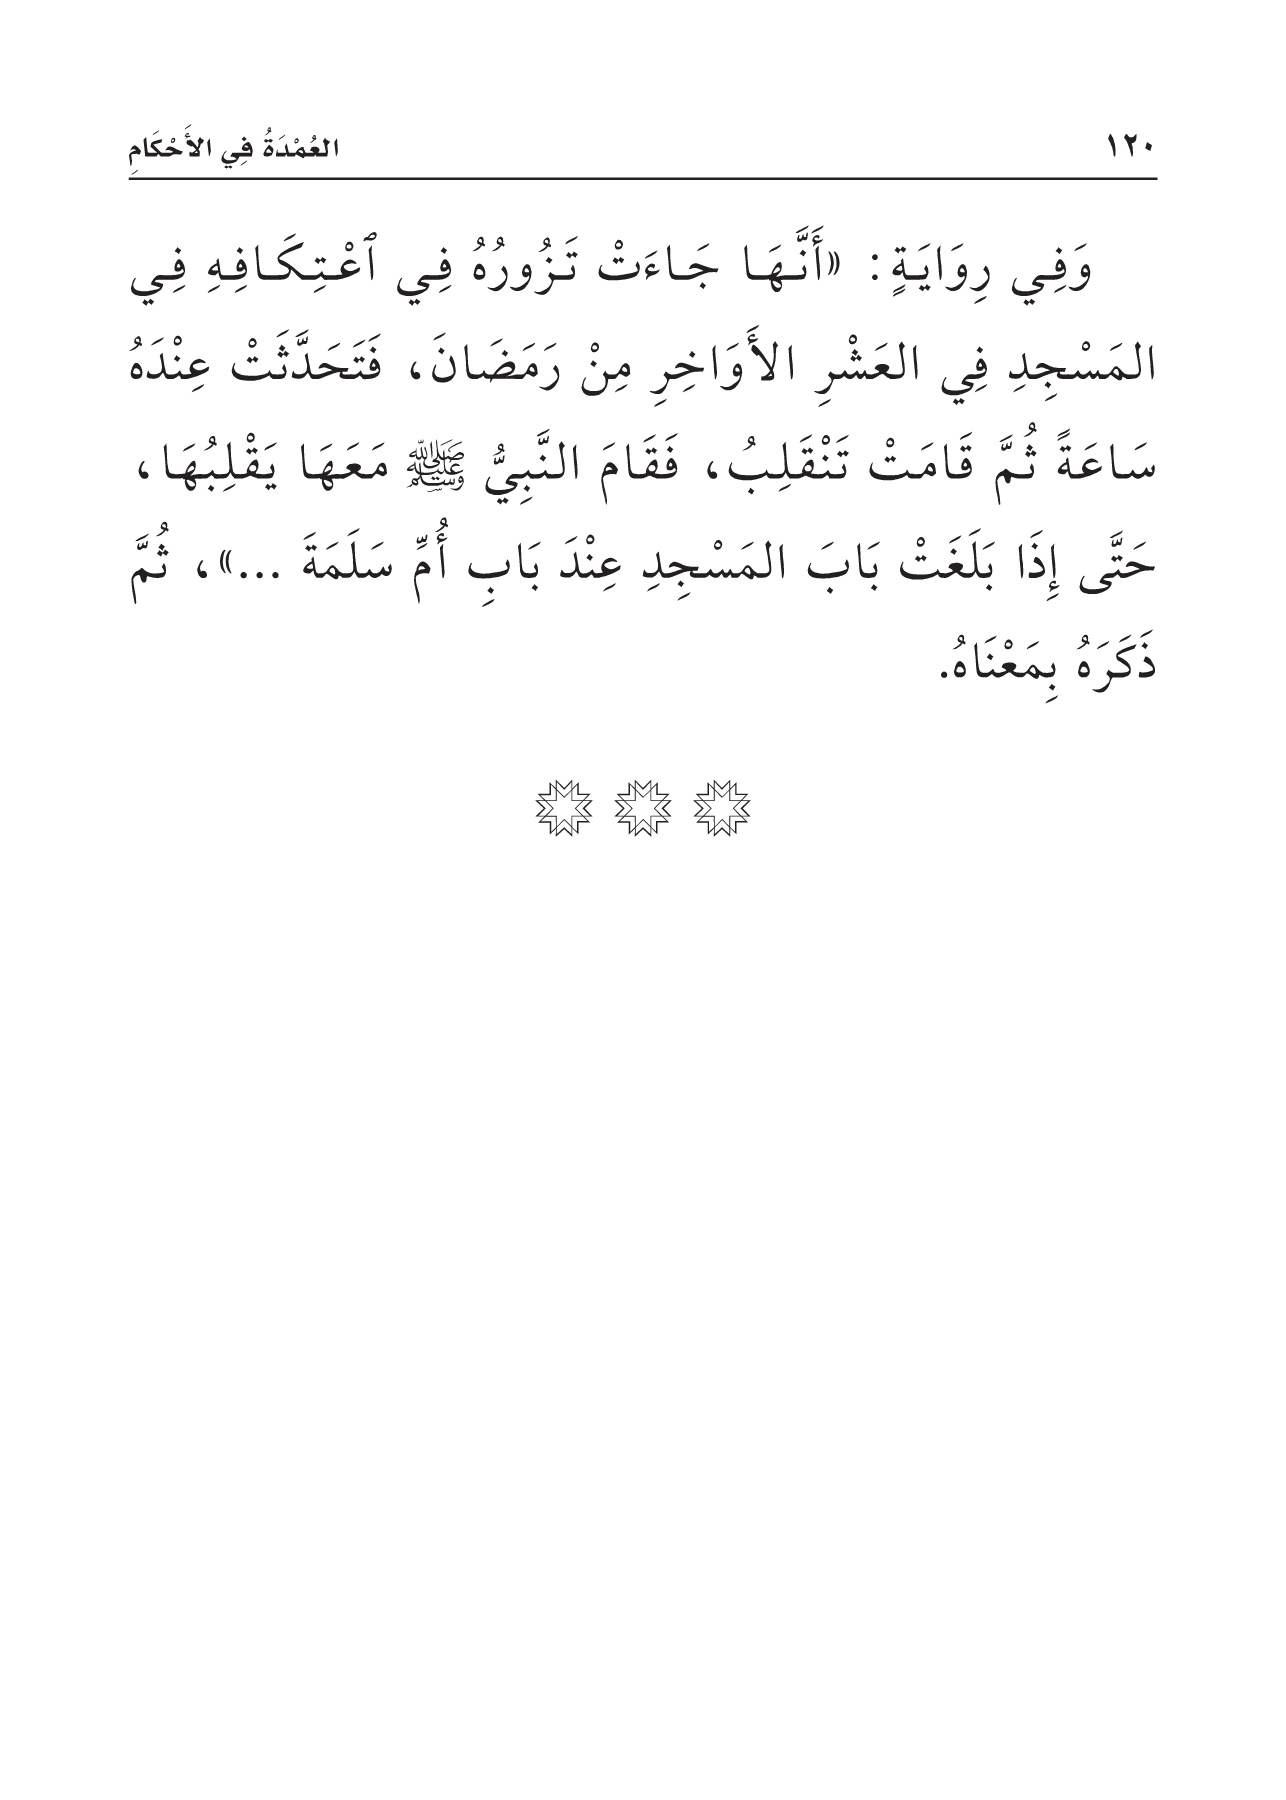 ١٢٠ العُمْدَةُ فِي الأَحْكَامِ
وَفِي رِوَايَةٍ: «أَنَّهَا جَاءَتْ تَزُورُهُ فِي ٱعْتِكَافِهِ فِي
المَسْجِدِ فِي العَشْرِ الأَوَاخِرِ مِنْ رَمَضَانَ، فَتَحَدَّثَتْ عِنْدَهُ
سَاعَةً ثُمَّ قَامَتْ تَنْقَلِبُ، فَقَامَ النَّبِيُّ ﷺ مَعَهَا يَقْلِبُهَا،
حَتَّى إِذَا بَلَغَتْ بَابَ المَسْجِدِ عِنْدَ بَابِ أُمِّ سَلَمَةَ ...»، ثُمَّ
ذَكَرَهُ بِمَعْنَاهُ.